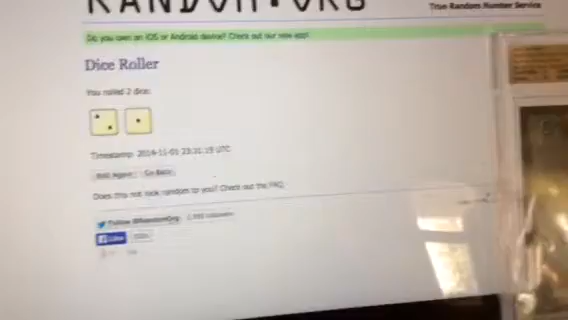 RANDOM.ORG
True Random Number Service
Do you own an iOS or Android device? Check out our new app!
Dice Roller
You rolled 2 dice:
Timestamp: 2014-11-01 23:31:19 UTC
Roll Again Go Back
Does this not look random to you? Check out the FAQ
Follow @RandomOrg
Like